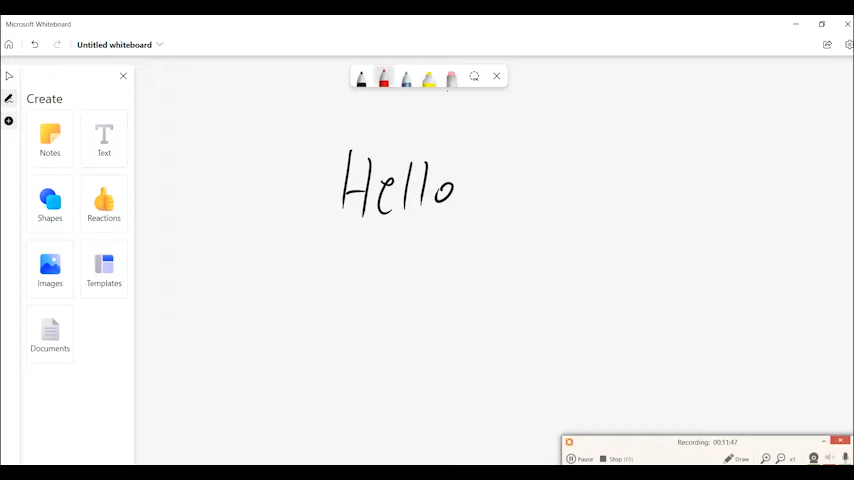 Microsoft Whiteboard
Untitled whiteboard
Create
Notes
Text
Hello
Shapes
Reactions
Images
Templates
Documents
Recording: 00:11:47
Pause
Stop (F9)
Draw
x1